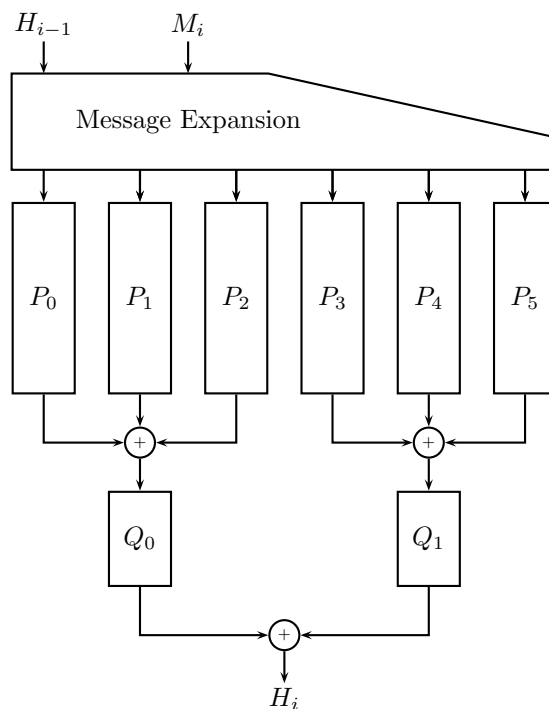 H_{i−1} M_i
Message Expansion
P_0 P_1 P_2 P_3 P_4 P_5
+ +
Q_0 Q_1
+
H_i